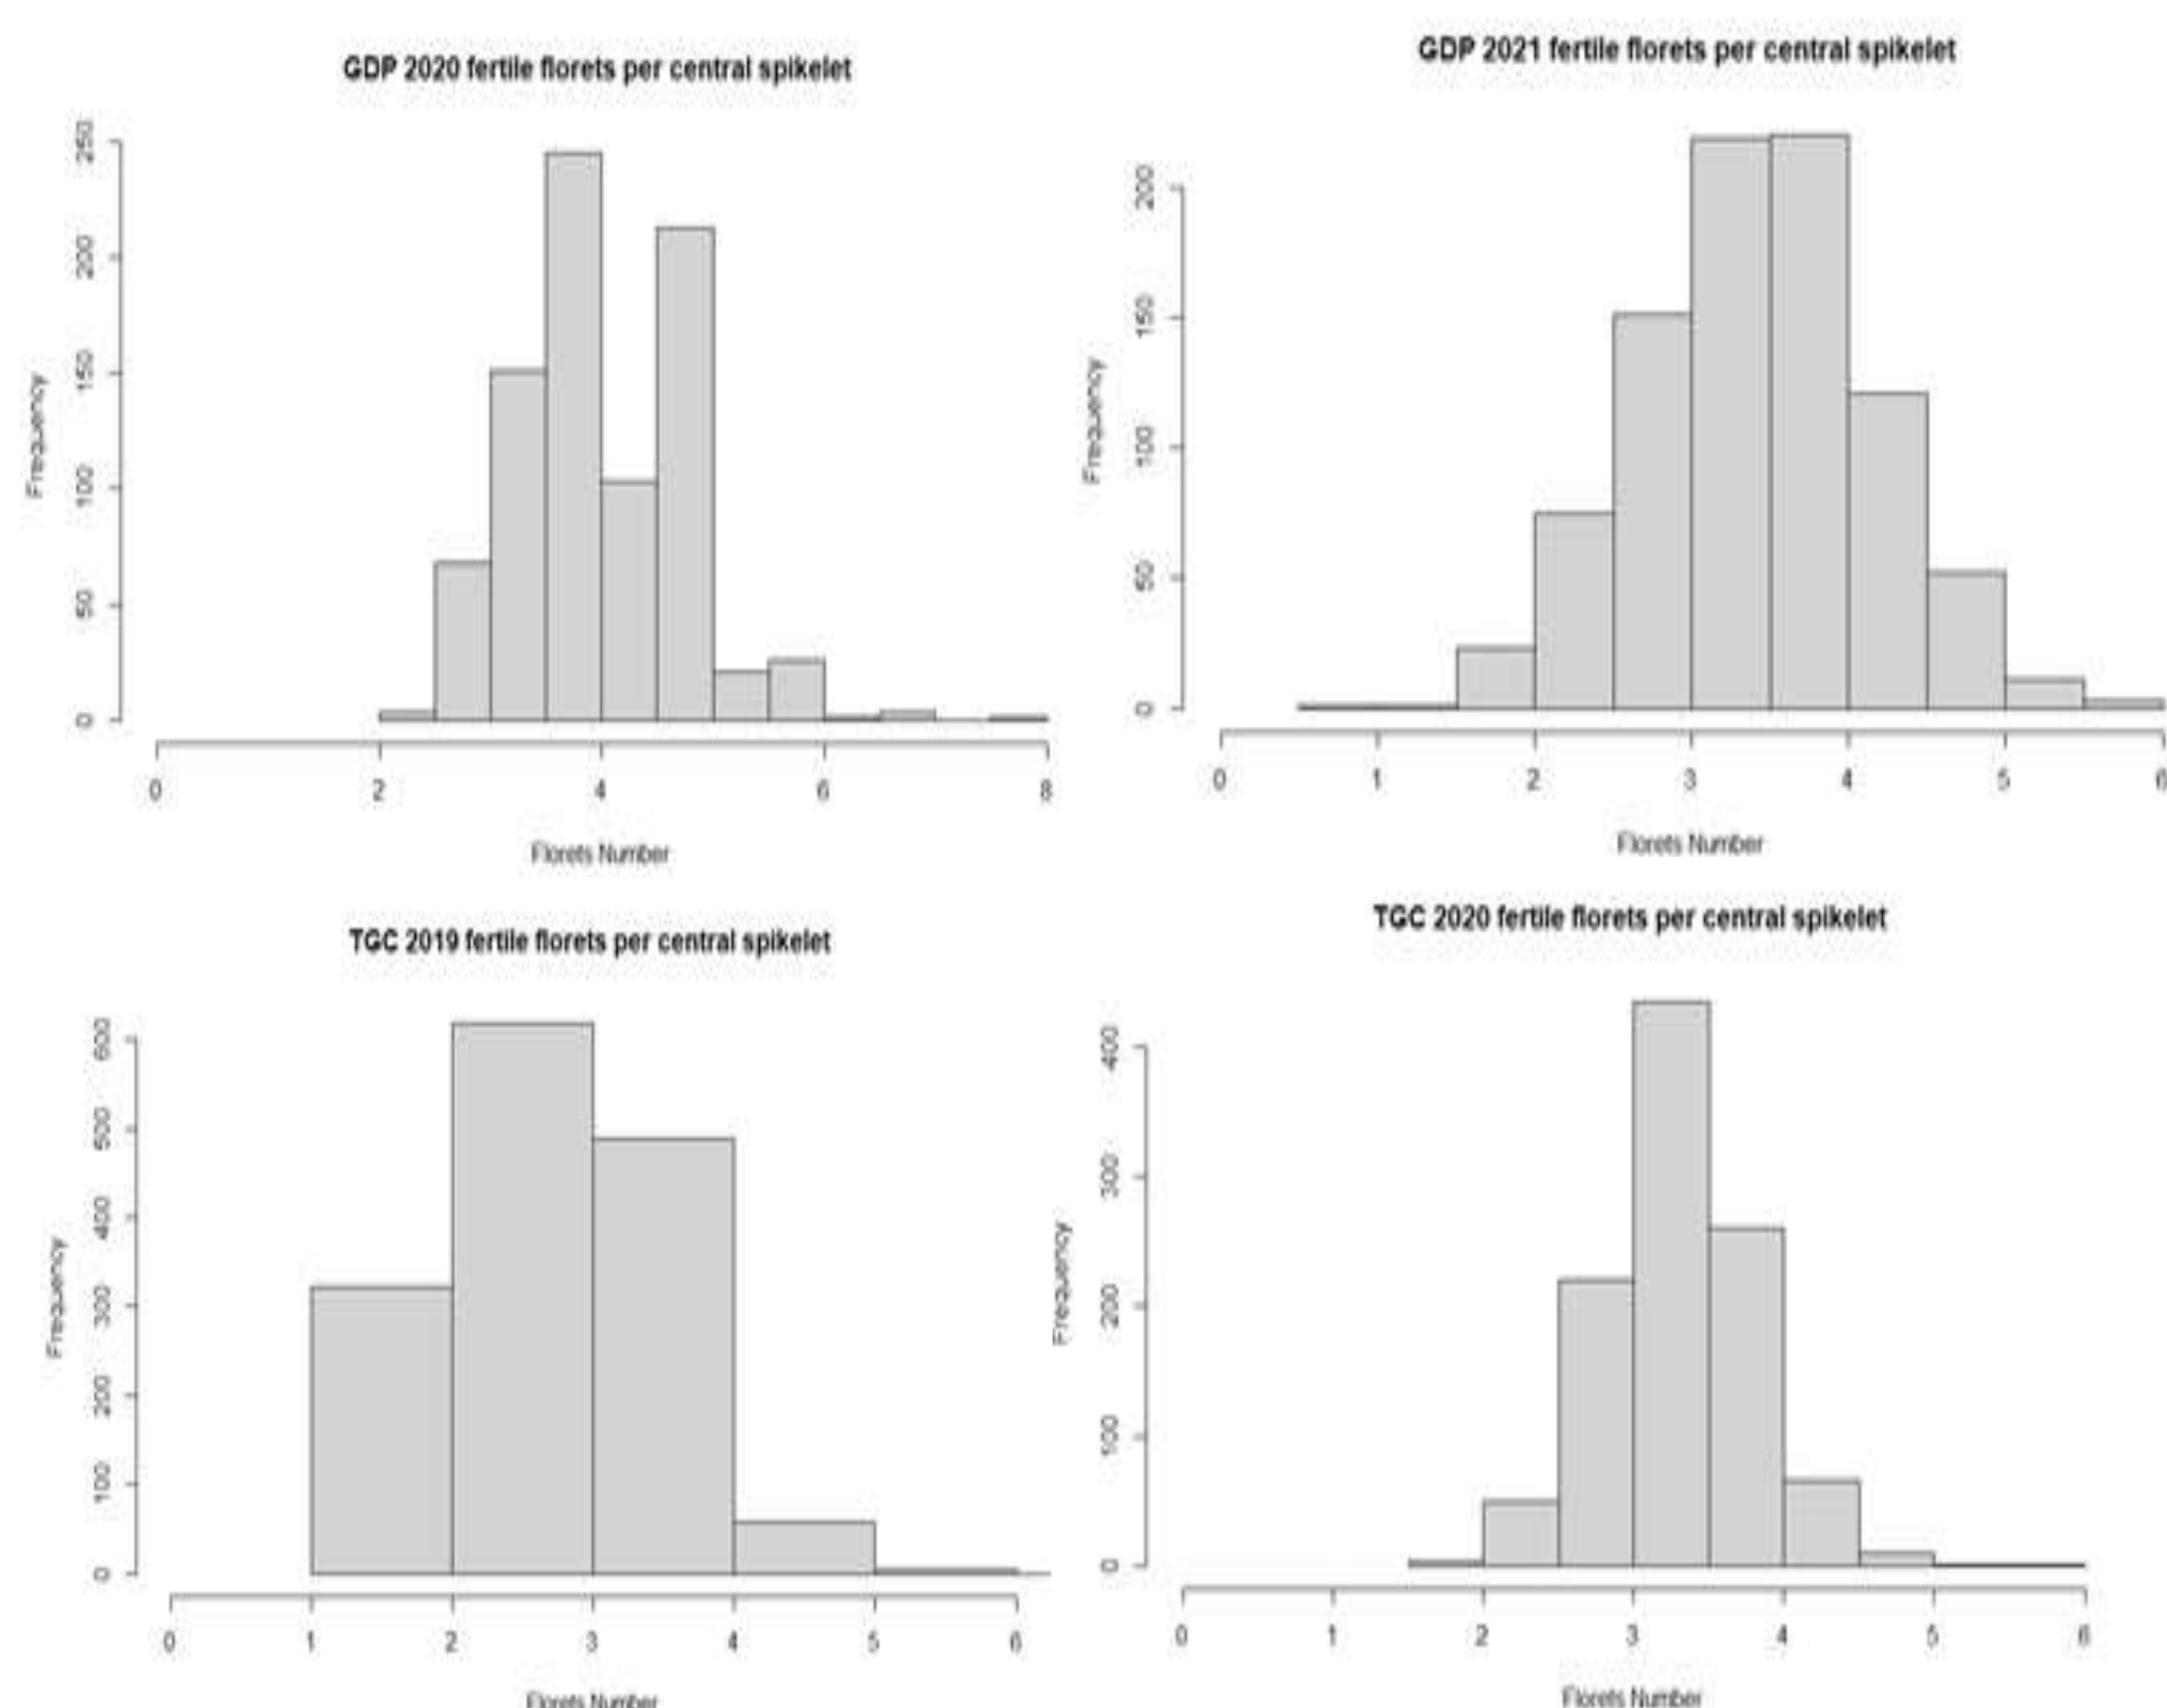 GDP 2020 fertile florets per central spikelet
Frequency
250
200
150
100
50
0
0 2 4 6 8
Florets Number
GDP 2021 fertile florets per central spikelet
Frequency
200
150
100
50
0
0 1 2 3 4 5 6
Florets Number
TGC 2019 fertile florets per central spikelet
Frequency
600
500
400
300
200
100
0
0 1 2 3 4 5 6
Florets Number
TGC 2020 fertile florets per central spikelet
Frequency
400
300
200
100
0
0 1 2 3 4 5 6
Florets Number